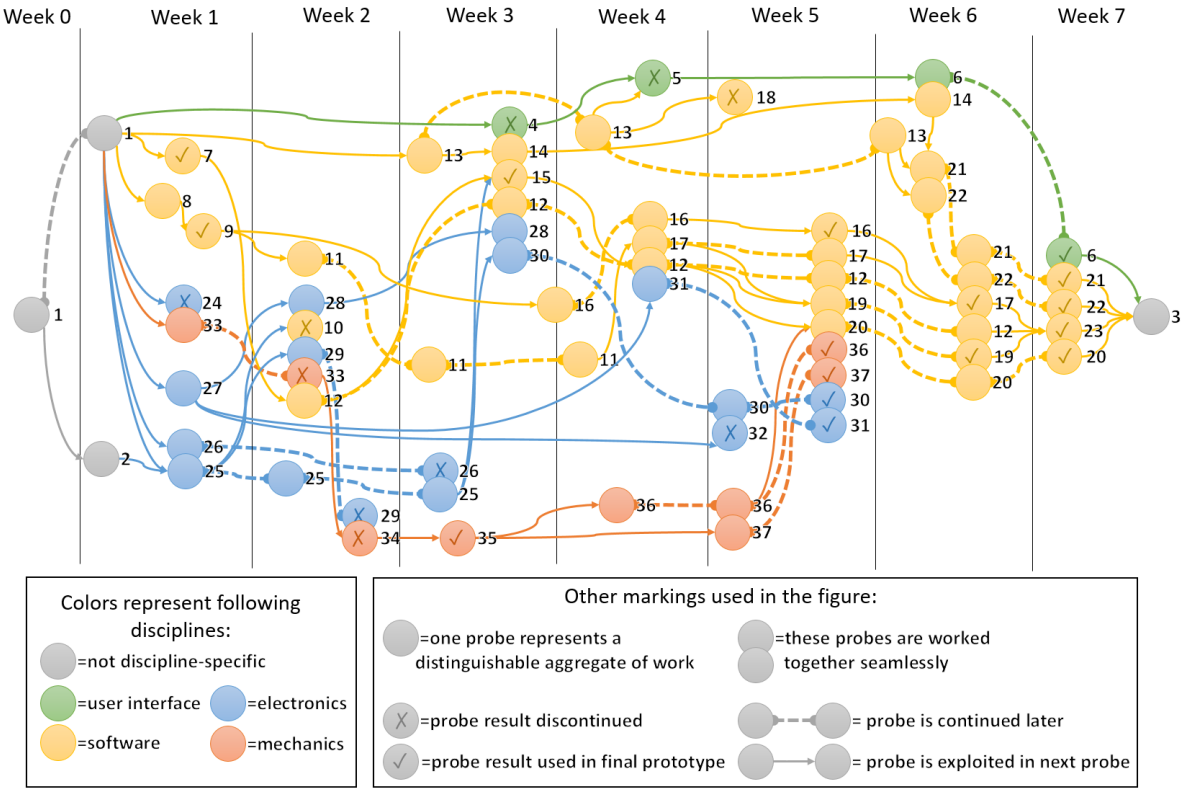 Week 0
Week 1
Week 2
Week 3
Week 4
Week 5
Week 6
Week 7
5
6
18
14
4
1
13
13
13
7
14
21
15
22
8
12
16
16
9
28
21
11
30
17
17
6
12
12
22
21
31
24
28
16
19
17
22
3
33
10
20
12
23
1
29
11
11
36
19
20
33
37
20
27
12
30
30
32
31
26
2
26
25
25
25
36
36
29
34
35
37
Colors represent following
disciplines:
=not discipline-specific
=user interface
=electronics
=software
=mechanics
Other markings used in the figure:
=one probe represents a
distinguishable aggregate of work
=these probes are worked
together seamlessly
=probe result discontinued
= probe is continued later
=probe result used in final prototype
= probe is exploited in next probe